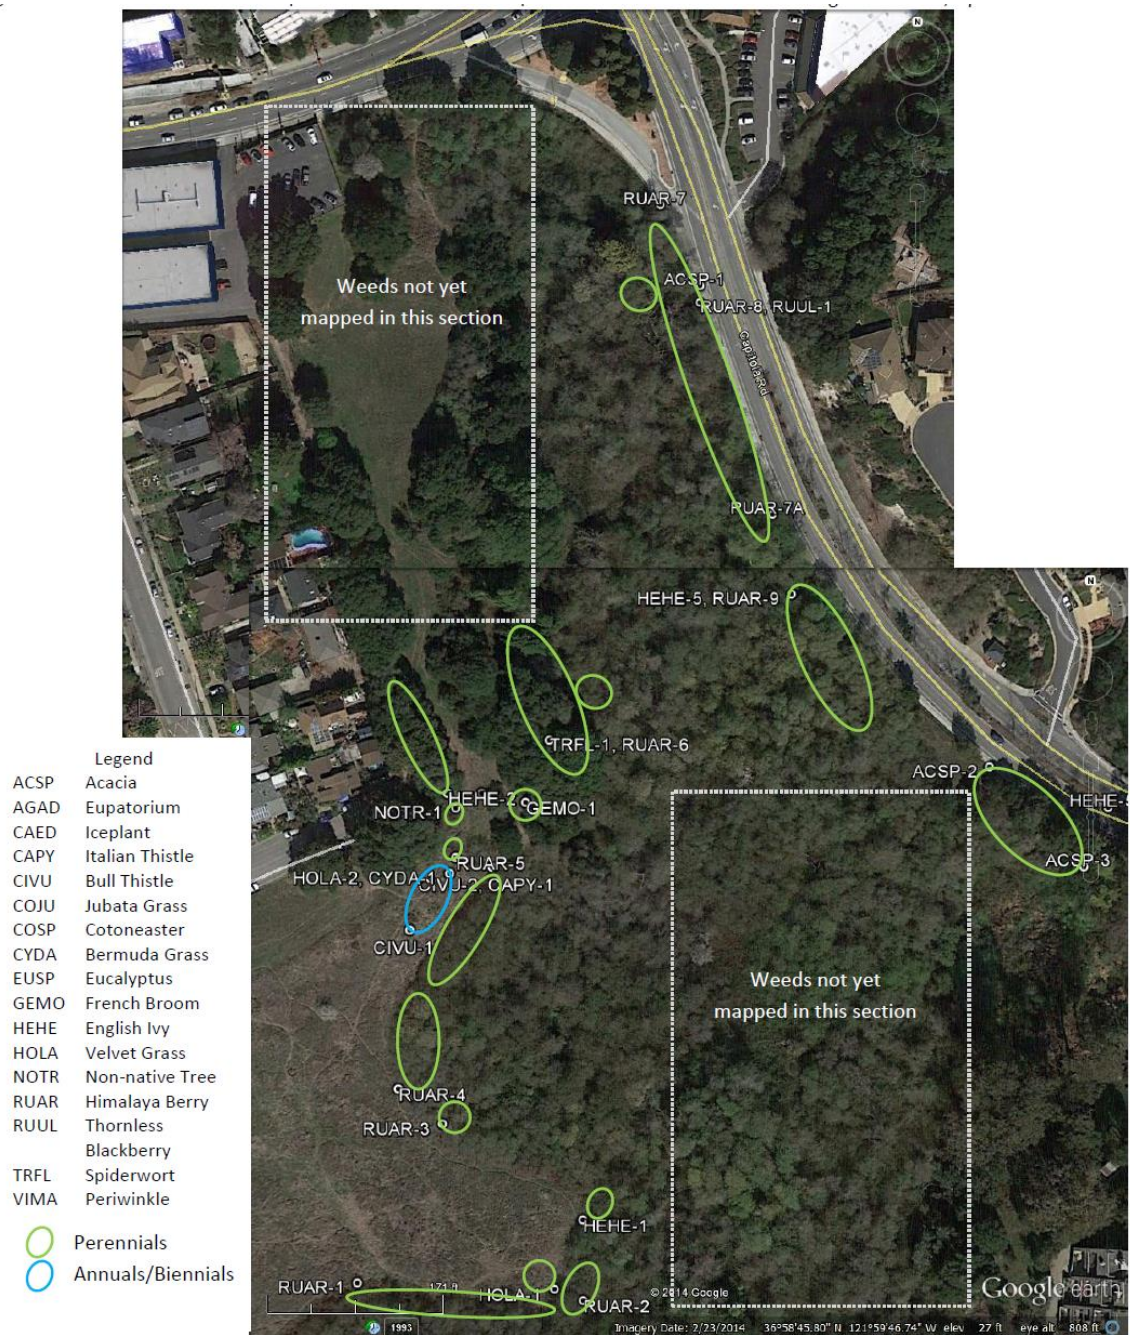 N
RUAR-7
ACSP-1
RUAR-8, RUUL-1
Weeds not yet
mapped in this section
Capitola Rd
RUAR-7A
N
HEHE-5, RUAR-9
TRFL-1, RUAR-6
ACSP-2
HEHE-2
NOTR-1
GEMO-1
HEHE-5
ACSP-3
RUAR-5
HOLA-2, CYDA-1
CIVU-2, CAPY-1
CIVU-1
Weeds not yet
mapped in this section
RUAR-4
RUAR-3
HEHE-1
RUAR-1
HOLA-1
RUAR-2
Legend
ACSP Acacia
AGAD Eupatorium
CAED Iceplant
CAPY Italian Thistle
CIVU Bull Thistle
COJU Jubata Grass
COSP Cotoneaster
CYDA Bermuda Grass
EUSP Eucalyptus
GEMO French Broom
HEHE English Ivy
HOLA Velvet Grass
NOTR Non-native Tree
RUAR Himalaya Berry
RUUL Thornless
Blackberry
TRFL Spiderwort
VIMA Periwinkle
Perennials
Annuals/Biennials
© 2014 Google
Google earth
1993
Imagery Date: 2/23/2014 36°58'45.80" N 121°59'46.74" W elev 27 ft eye alt 808 ft